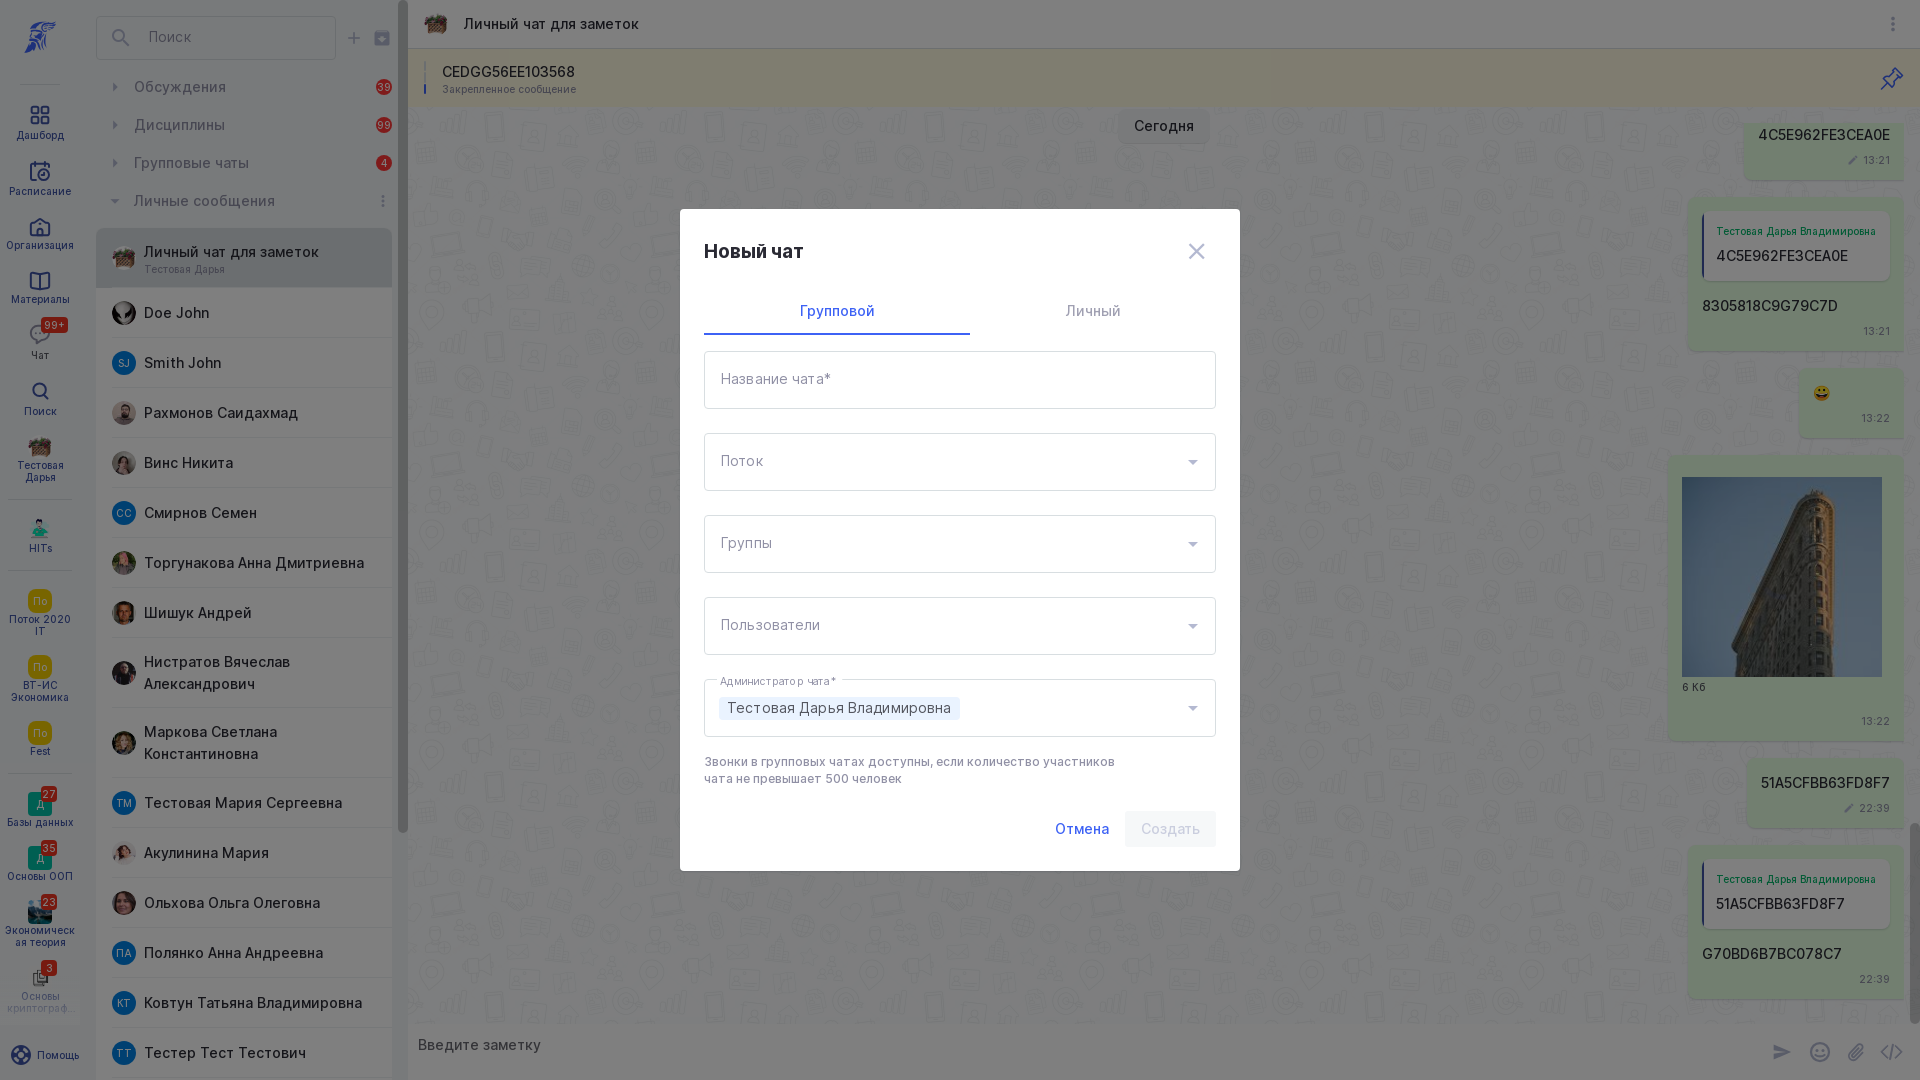 Дашборд
Расписание
Организация
Материалы
99+
Чат
Поиск
Тестовая
Дарья
HITs
По
Поток 2020
IT
По
ВТ-ИС
Экономика
По
Fest
27
Д
Базы данных
35
Д
Основы ООП
23
Экономическ
ая теория
3
Основы
криптограф...
Помощь
Поиск
Обсуждения
39
Дисциплины
99
Групповые чаты
4
Личные сообщения
Личный чат для заметок
Тестовая Дарья
Doe John
SJ
Smith John
Рахмонов Саидахмад
Винс Никита
СС
Смирнов Семен
Торгунакова Анна Дмитриевна
Шишук Андрей
Нистратов Вячеслав
Александрович
Маркова Светлана
Константиновна
ТМ
Тестовая Мария Сергеевна
Акулинина Мария
Ольхова Ольга Олеговна
ПА
Полянко Анна Андреевна
КТ
Ковтун Татьяна Владимировна
ТТ
Тестер Тест Тестович
Личный чат для заметок
CEDGG56EE103568
Закрепленное сообщение
Сегодня
4C5E962FE3CEA0E
13:21
Тестовая Дарья Владимировна
4C5E962FE3CEA0E
8305818C9G79C7D
13:21
13:22
6 Кб
13:22
51A5CFBB63FD8F7
22:39
Тестовая Дарья Владимировна
51A5CFBB63FD8F7
G70BD6B7BC078C7
22:39
Введите заметку
Новый чат
Групповой
Личный
Название чата*
Поток
Группы
Пользователи
Администратор чата*
Тестовая Дарья Владимировна
Звонки в групповых чатах доступны, если количество участников
чата не превышает 500 человек
Отмена
Создать